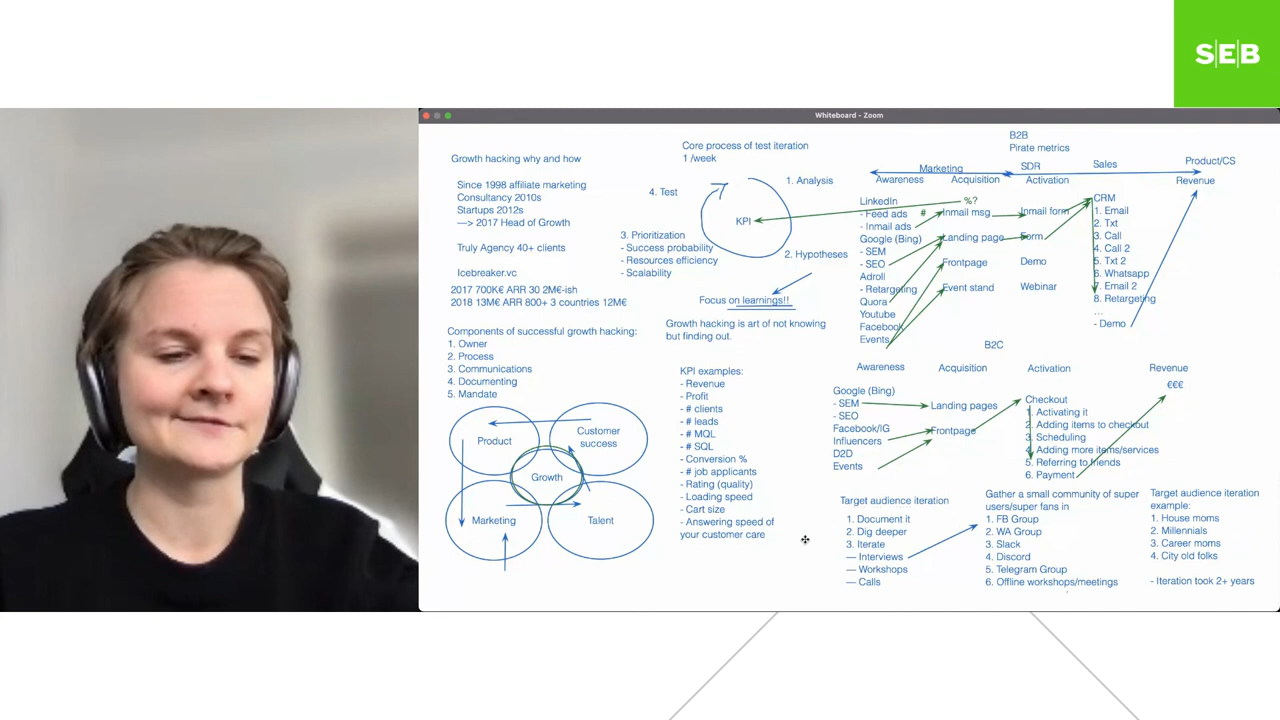 S|E|B
Whiteboard - Zoom
Growth hacking why and how
Since 1998 affiliate marketing
Consultancy 2010s
Startups 2012s
---> 2017 Head of Growth
Truly Agency 40+ clients
Icebreaker.vc
2017 700K€ ARR 30 2M€-ish
2018 13M€ ARR 800+ 3 countries 12M€
Components of successful growth hacking:
1. Owner
2. Process
3. Communications
4. Documenting
5. Mandate
Product
Customer
success
Growth
Marketing
Talent
Core process of test iteration
1 /week
1. Analysis
4. Test
KPI
3. Prioritization
- Success probability
- Resources efficiency
- Scalability
2. Hypotheses
Focus on learnings!!
Growth hacking is art of not knowing
but finding out.
KPI examples:
- Revenue
- Profit
- # clients
- # leads
- # MQL
- # SQL
- Conversion %
- # job applicants
- Rating (quality)
- Loading speed
- Cart size
- Answering speed of
your customer care
B2B
Pirate metrics
Marketing
SDR
Sales
Product/CS
Awareness
Acquisition
Activation
Revenue
LinkedIn
- Feed ads
- Inmail ads
Google (Bing)
- SEM
- SEO
Adroll
- Retargeting
Quora
Youtube
Facebook
Events
%?
#
Inmail msg
Landing page
Frontpage
Event stand
Inmail form
Form
Demo
Webinar
CRM
1. Email
2. Txt
3. Call
4. Call 2
5. Txt 2
6. Whatsapp
7. Email 2
8. Retargeting
...
- Demo
B2C
Awareness
Acquisition
Activation
Revenue
€€€
Google (Bing)
- SEM
- SEO
Facebook/IG
Influencers
D2D
Events
Landing pages
Frontpage
Checkout
1. Activating it
2. Adding items to checkout
3. Scheduling
4. Adding more items/services
5. Referring to friends
6. Payment
Target audience iteration
1. Document it
2. Dig deeper
3. Iterate
— Interviews
— Workshops
— Calls
Gather a small community of super
users/super fans in
1. FB Group
2. WA Group
3. Slack
4. Discord
5. Telegram Group
6. Offline workshops/meetings
Target audience iteration
example:
1. House moms
2. Millennials
3. Career moms
4. City old folks
- Iteration took 2+ years